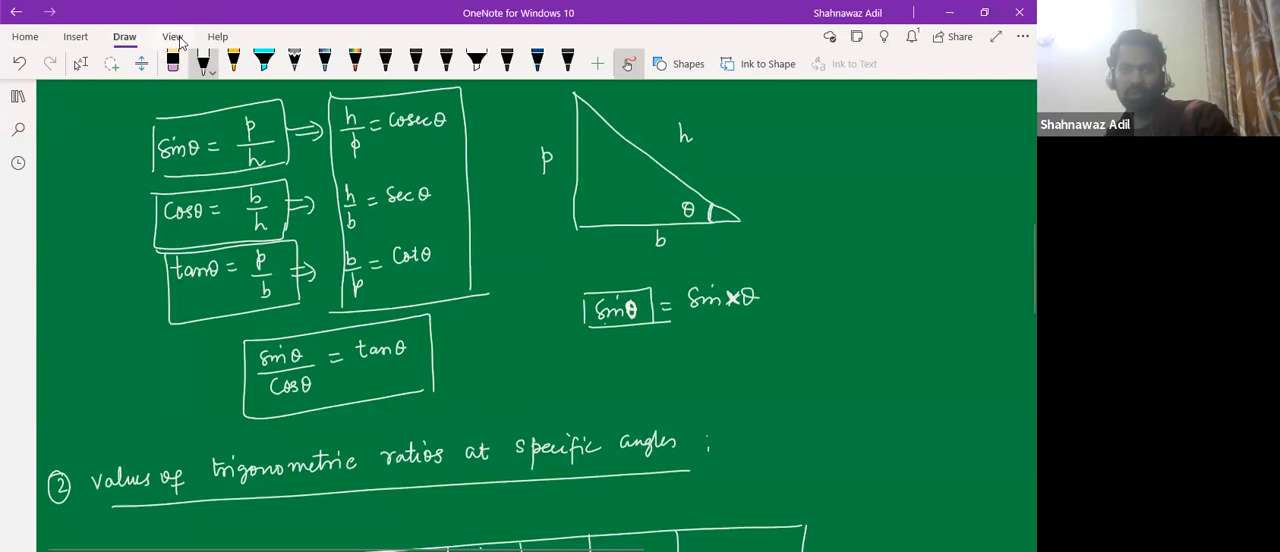 OneNote for Windows 10
Shahnawaz Adil
Home Insert Draw View Help
Share
Shapes Ink to Shape Ink to Text
Shahnawaz Adil
sinθ = p/h ⇒ h/p = cosecθ
cosθ = b/h ⇒ h/b = secθ
tanθ = p/b ⇒ b/p = cotθ
p
h
θ
b
sinθ = sin×θ
sinθ/cosθ = tanθ
② Values of trigonometric ratios at specific angles :